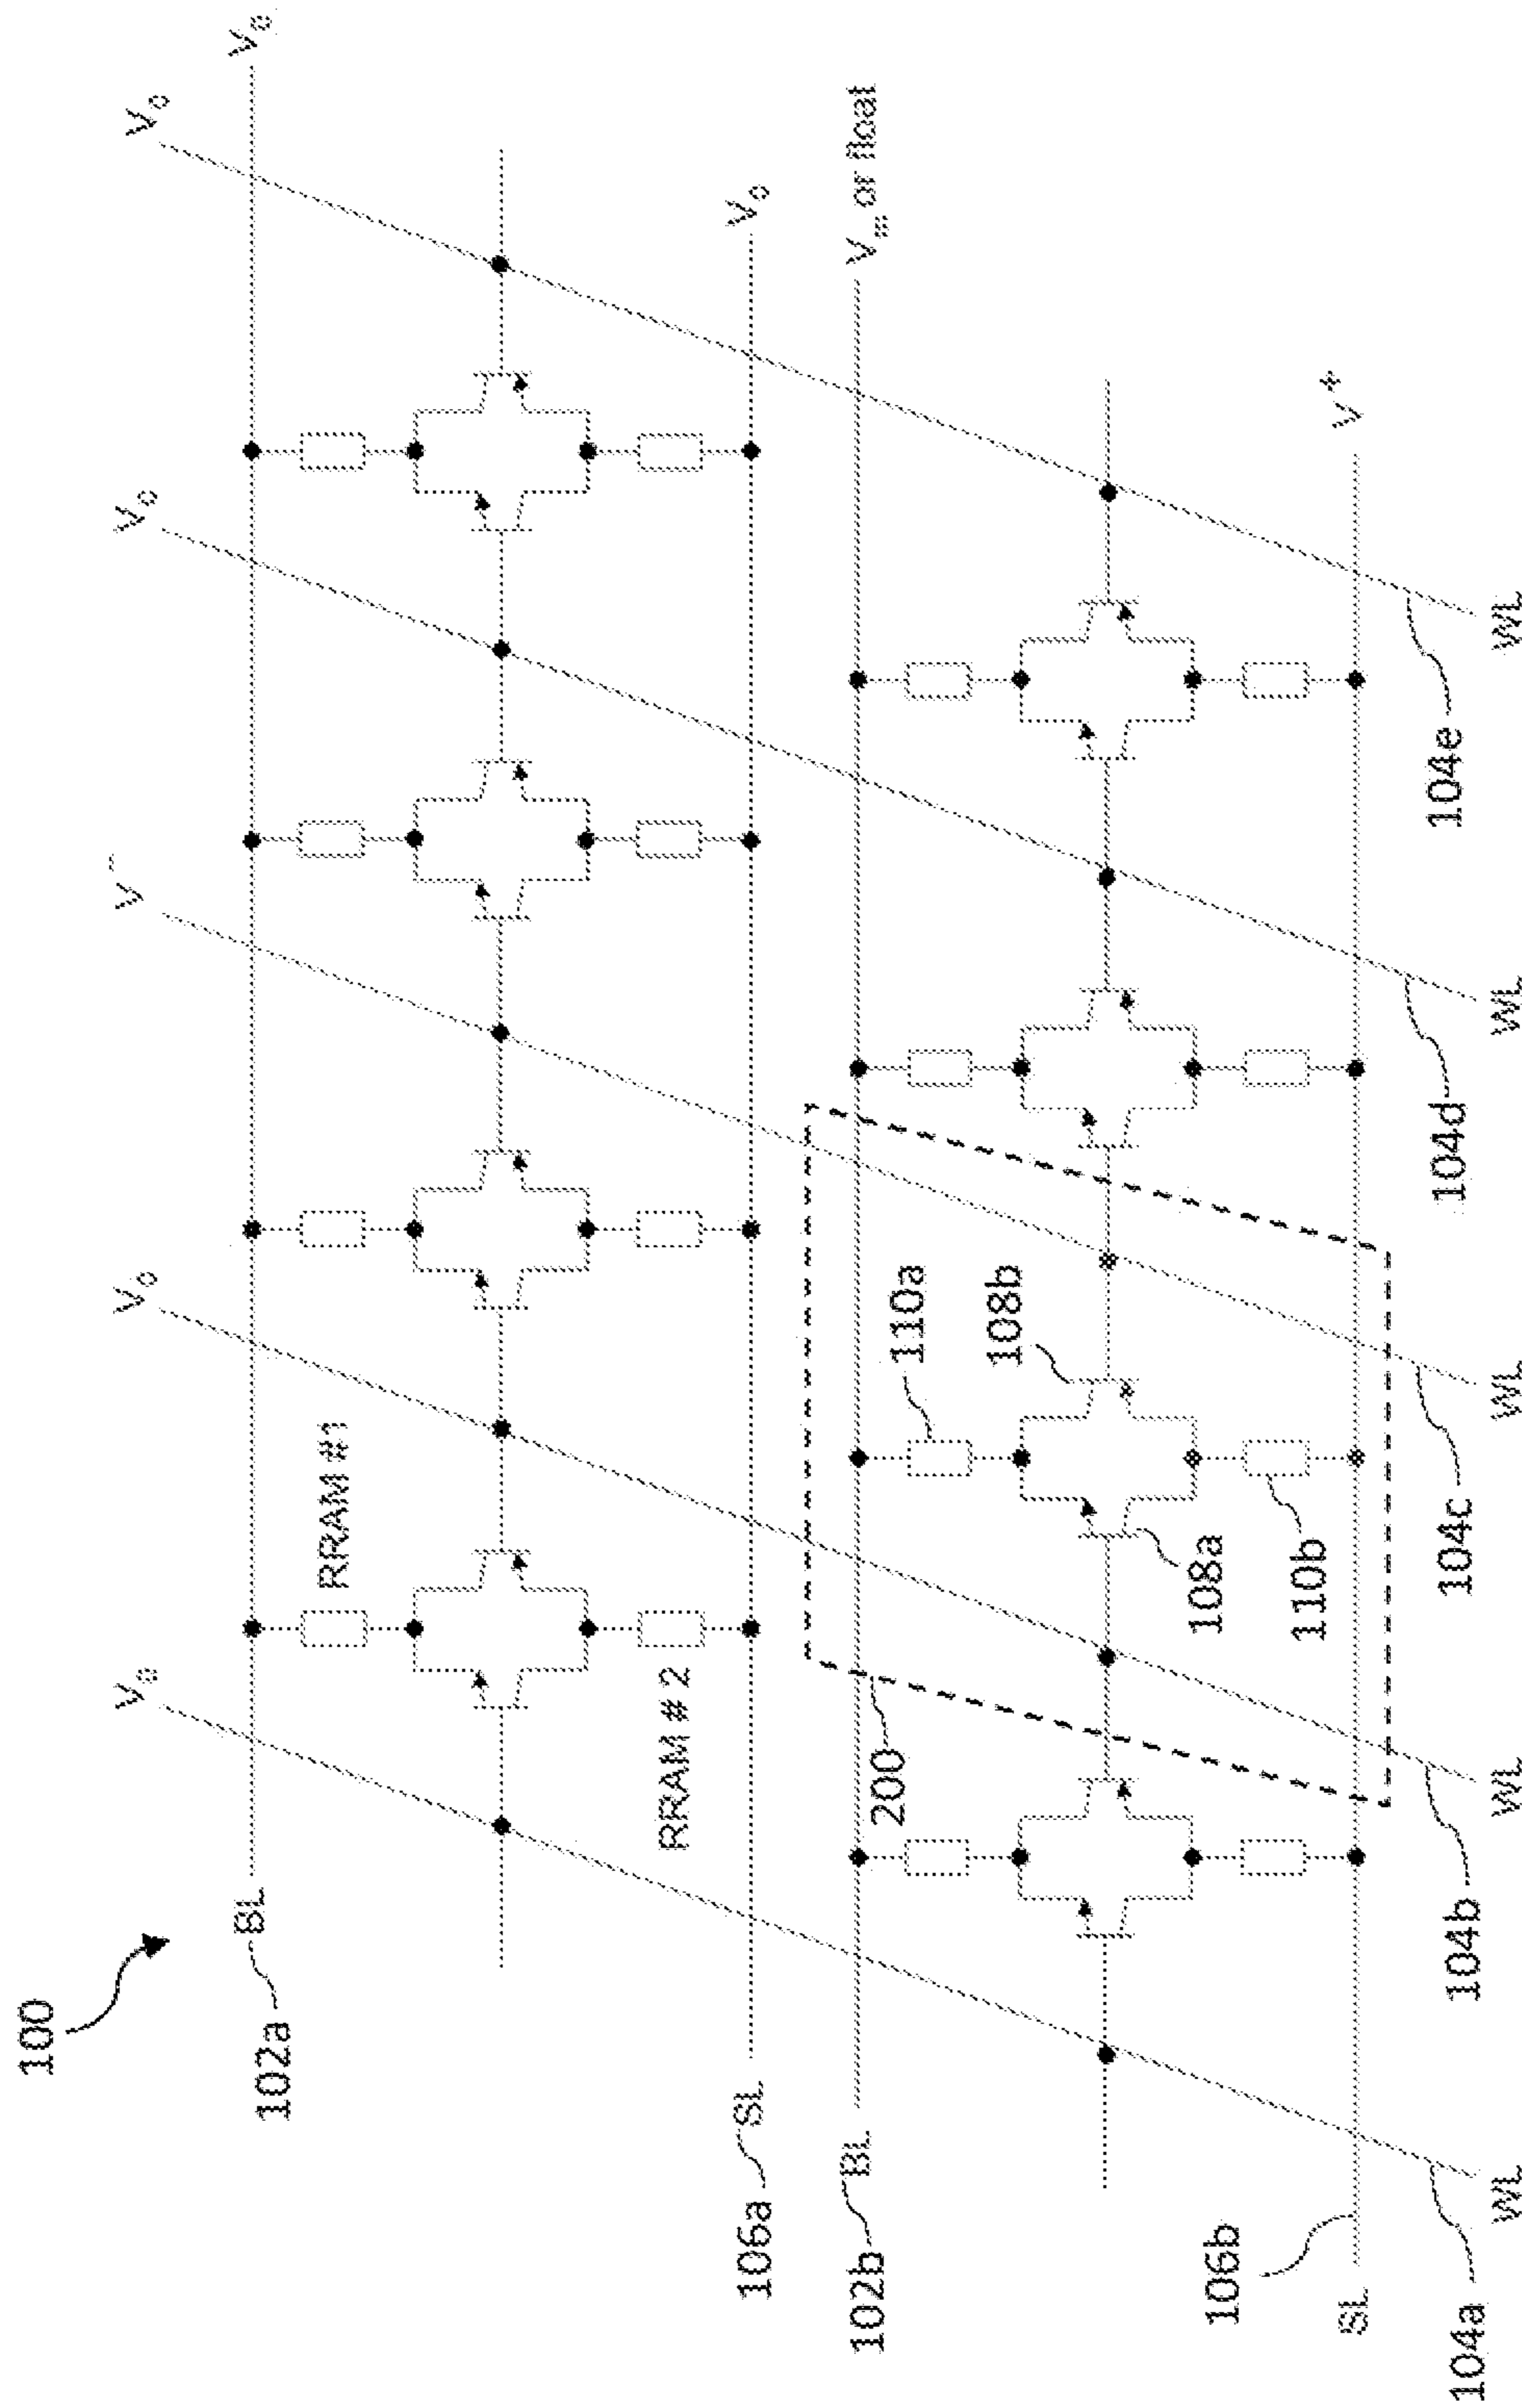 100
102a
BL
V₀
V₀
V₀
V⁻
V₀
V₀
RRAM #1
RRAM # 2
106a
SL
V₀
102b
BL
Vₘ or float
200
110a
108b
108a
110b
106b
SL
V⁺
104a
WL
104b
WL
104c
WL
104d
WL
104e
WL